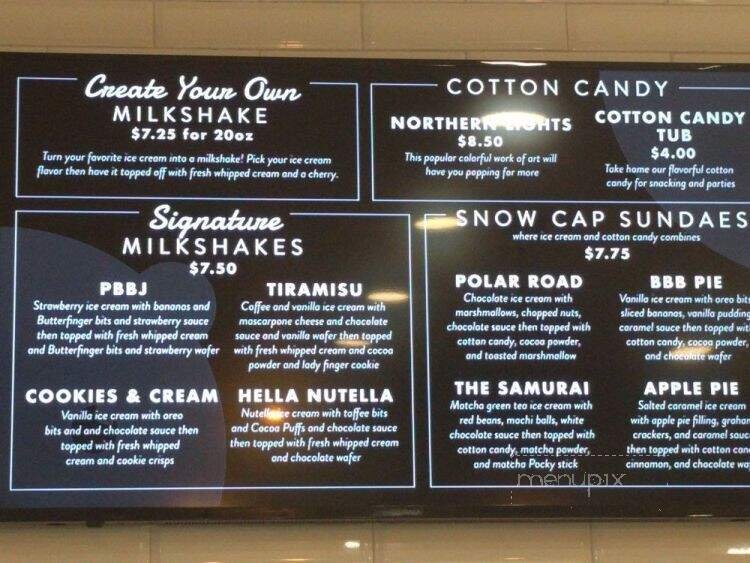 Create Your Own
MILKSHAKE
$7.25 for 20oz
Turn your favorite ice cream into a milkshake! Pick your ice cream
flavor then have it topped off with fresh whipped cream and a cherry.
Signature
MILKSHAKES
$7.50
PBBJ
Strawberry ice cream with bananas and
Butterfinger bits and strawberry sauce
then topped with fresh whipped cream
and Butterfinger bits and strawberry wafer
TIRAMISU
Coffee and vanilla ice cream with
mascarpone cheese and chocolate
sauce and vanilla wafer then topped
with fresh whipped cream and cocoa
powder and lady finger cookie
COOKIES & CREAM
Vanilla ice cream with oreo
bits and and chocolate sauce then
topped with fresh whipped
cream and cookie crisps
HELLA NUTELLA
Nutella ice cream with toffee bits
and Cocoa Puffs and chocolate sauce
then topped with fresh whipped cream
and chocolate wafer
COTTON CANDY
NORTHERN LIGHTS
$8.50
This popular colorful work of art will
have you popping for more
COTTON CANDY
TUB
$4.00
Take home our flavorful cotton
candy for snacking and parties
SNOW CAP SUNDAES
where ice cream and cotton candy combines
$7.75
POLAR ROAD
Chocolate ice cream with
marshmallows, chopped nuts,
chocolate sauce then topped with
cotton candy, cocoa powder,
and toasted marshmallow
BBB PIE
Vanilla ice cream with oreo bits
sliced bananas, vanilla pudding
caramel sauce then topped with
cotton candy, cocoa powder,
and chocolate wafer
THE SAMURAI
Matcha green tea ice cream with
red beans, mochi balls, white
chocolate sauce then topped with
cotton candy, matcha powder,
and matcha Pocky stick
APPLE PIE
Salted caramel ice cream
with apple pie filling, graham
crackers, and caramel sauce
then topped with cotton
cinnamon, and chocolate
menupix